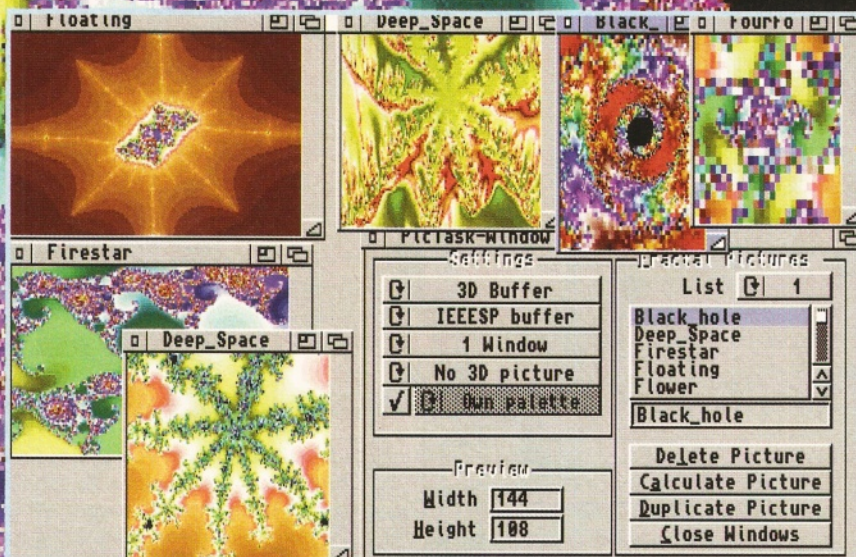 Floating
Deep_Space
Black_
Fourfo
Firestar
Deep_Space
PicTask-Window
Settings
3D Buffer
IEEESP buffer
1 Window
No 3D picture
Own palette
Preview
Width 144
Height 108
Fractal Pictures
List 1
Black_hole
Deep_Space
Firestar
Floating
Flower
Black_hole
Delete Picture
Calculate Picture
Duplicate Picture
Close Windows